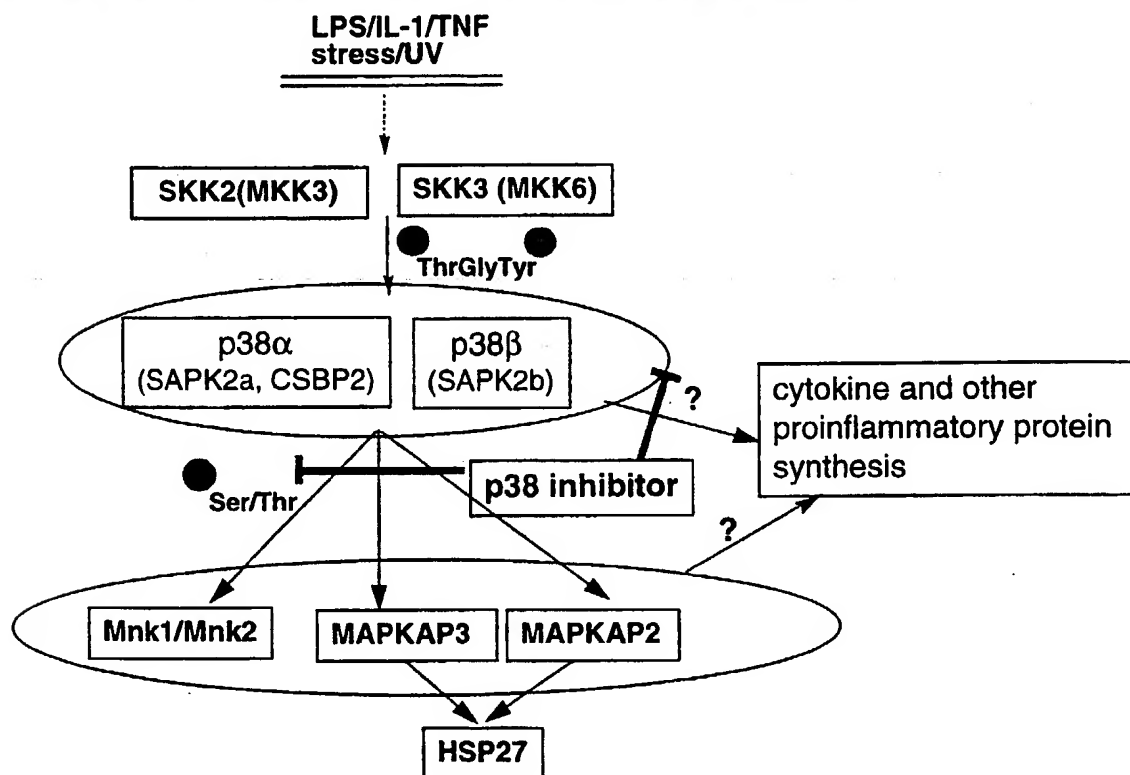 LPS/IL-1/TNF
stress/UV
SKK2(MKK3)
SKK3 (MKK6)
ThrGlyTyr
p38α
(SAPK2a, CSBP2)
p38β
(SAPK2b)
?
cytokine and other
proinflammatory protein
synthesis
p38 inhibitor
Ser/Thr
?
Mnk1/Mnk2
MAPKAP3
MAPKAP2
HSP27